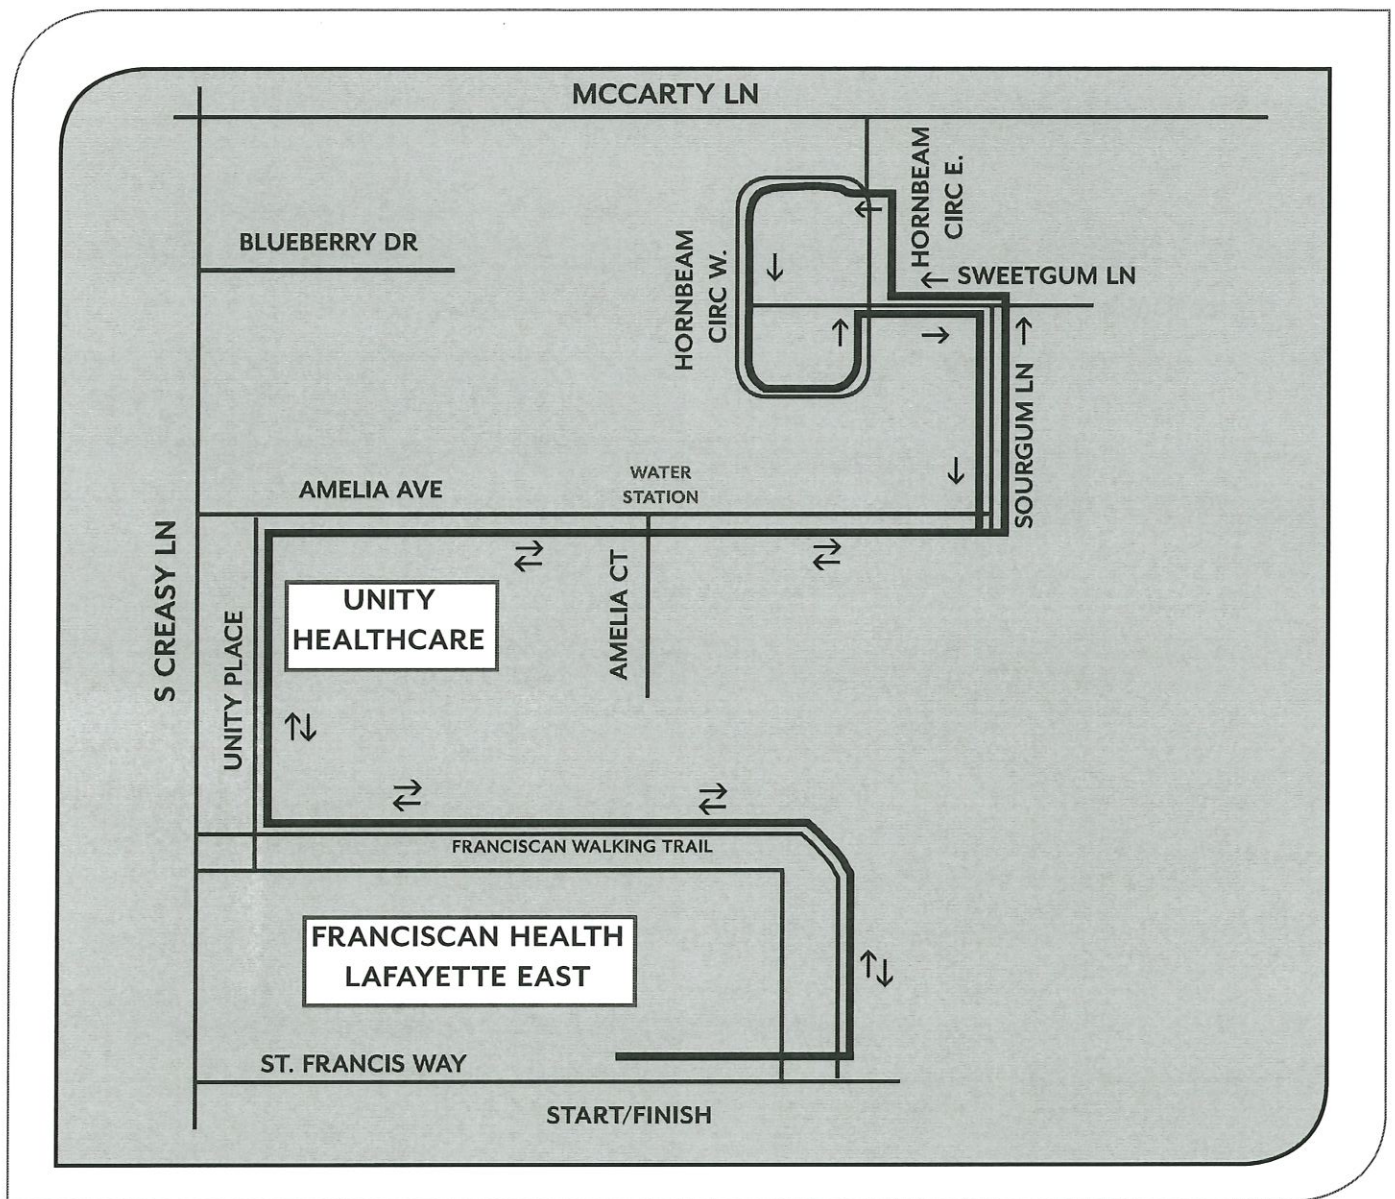 MCCARTY LN
HORNBEAM
CIRC E.
BLUEBERRY DR
HORNBEAM
CIRC W.
SWEETGUM LN
SOURGUM LN
WATER
STATION
AMELIA AVE
S CREASY LN
UNITY PLACE
UNITY
HEALTHCARE
AMELIA CT
FRANCISCAN WALKING TRAIL
FRANCISCAN HEALTH
LAFAYETTE EAST
ST. FRANCIS WAY
START/FINISH